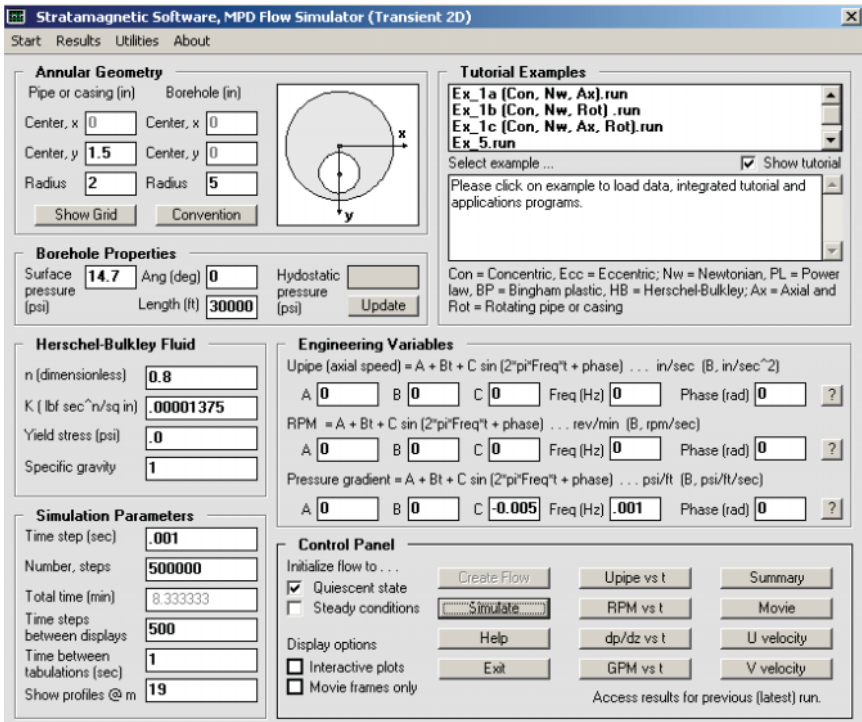 Stratamagnetic Software, MPD Flow Simulator (Transient 2D)
Start Results Utilities About
Annular Geometry
Pipe or casing (in) Borehole (in)
Center, x 0 Center, x 0
Center, y 1.5 Center, y 0
Radius 2 Radius 5
Show Grid Convention
x
y
Tutorial Examples
Ex_1a (Con, Nw, Ax).run
Ex_1b (Con, Nw, Rot) .run
Ex_1c (Con, Nw, Ax, Rot).run
Ex_5.run
Select example ... Show tutorial
Please click on example to load data, integrated tutorial and
applications programs.
Con = Concentric, Ecc = Eccentric; Nw = Newtonian, PL = Power
law, BP = Bingham plastic, HB = Herschel-Bulkley; Ax = Axial and
Rot = Rotating pipe or casing
Borehole Properties
Surface
pressure
(psi)
14.7 Ang (deg) 0
Length (ft) 30000
Hydostatic
pressure
(psi)
Update
Herschel-Bulkley Fluid
n (dimensionless) 0.8
K ( lbf sec^n/sq in) .00001375
Yield stress (psi) .0
Specific gravity 1
Engineering Variables
Upipe (axial speed) = A + Bt + C sin (2*pi*Freq*t + phase) . . . in/sec (B, in/sec^2)
A 0 B 0 C 0 Freq (Hz) 0 Phase (rad) 0 ?
RPM = A + Bt + C sin (2*pi*Freq*t + phase) . . . rev/min (B, rpm/sec)
A 0 B 0 C 0 Freq (Hz) 0 Phase (rad) 0 ?
Pressure gradient = A + Bt + C sin (2*pi*Freq*t + phase) . . . psi/ft (B, psi/ft/sec)
A 0 B 0 C -0.005 Freq (Hz) .001 Phase (rad) 0 ?
Simulation Parameters
Time step (sec) .001
Number, steps 500000
Total time (min) 8.333333
Time steps
between displays 500
Time between
tabulations (sec) 1
Show profiles @ m 19
Control Panel
Initialize flow to . . .
Quiescent state
Steady conditions
Display options
Interactive plots
Movie frames only
Create Flow Upipe vs t Summary
Simulate RPM vs t Movie
Help dp/dz vs t U velocity
Exit GPM vs t V velocity
Access results for previous (latest) run.